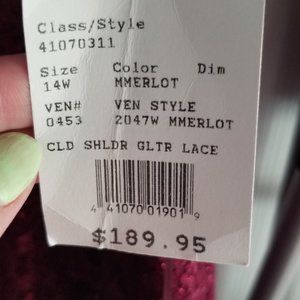 Class/Style
41070311
Size Color Dim
14W MMERLOT
VEN# VEN STYLE
0453 2047W MMERLOT
CLD SHLDR GLTR LACE
4 41070 01901 9
$189.95